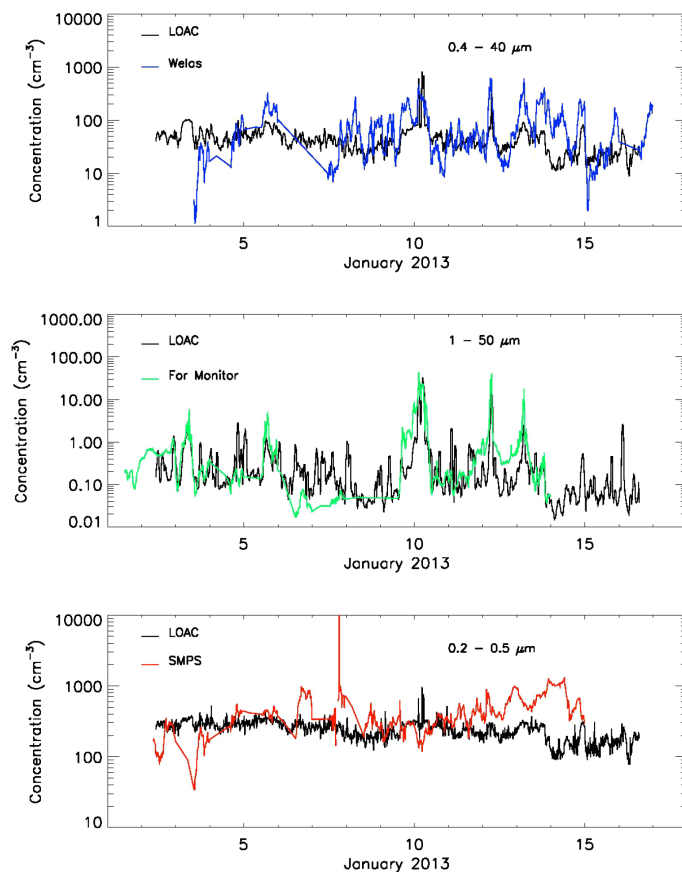 LOAC
Welas
0.4 – 40 μm
Concentration (cm⁻³)
1000
100
10
1
5 10 15
January 2013
LOAC
For Monitor
1 – 50 μm
Concentration (cm⁻³)
1000.00
100.00
10.00
1.00
0.10
0.01
5 10 15
January 2013
LOAC
SMPS
0.2 – 0.5 μm
Concentration (cm⁻³)
10000
1000
100
10
5 10 15
January 2013